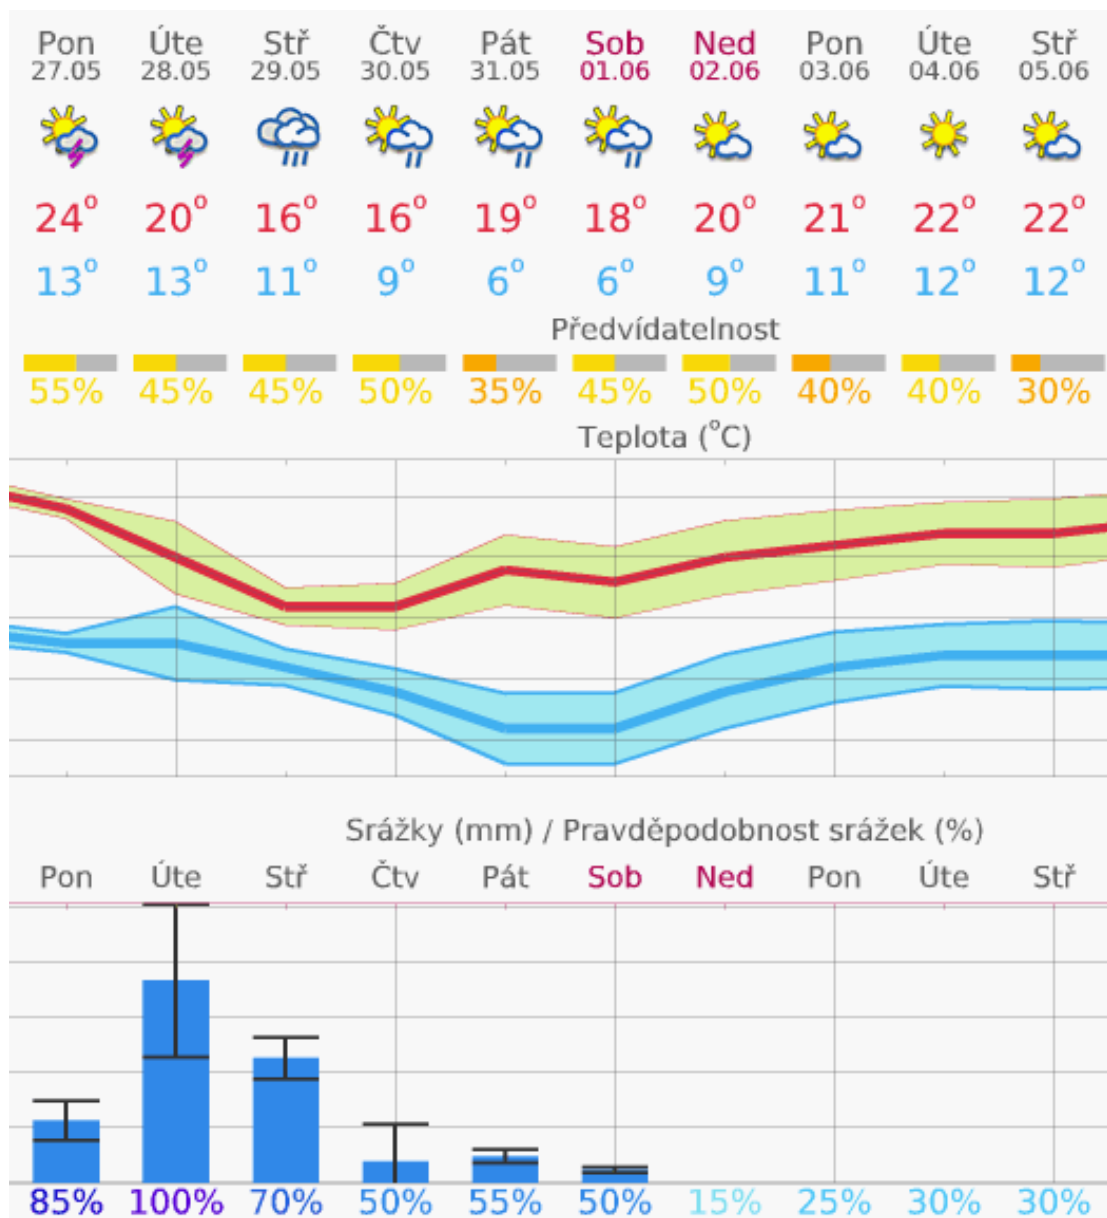 Pon Úte Stř Čtv Pát Sob Ned Pon Úte Stř
27.05 28.05 29.05 30.05 31.05 01.06 02.06 03.06 04.06 05.06
24° 20° 16° 16° 19° 18° 20° 21° 22° 22°
13° 13° 11° 9° 6° 6° 9° 11° 12° 12°
Předvídatelnost
55% 45% 45% 50% 35% 45% 50% 40% 40% 30%
Teplota (°C)
Srážky (mm) / Pravděpodobnost srážek (%)
Pon Úte Stř Čtv Pát Sob Ned Pon Úte Stř
85% 100% 70% 50% 55% 50% 15% 25% 30% 30%